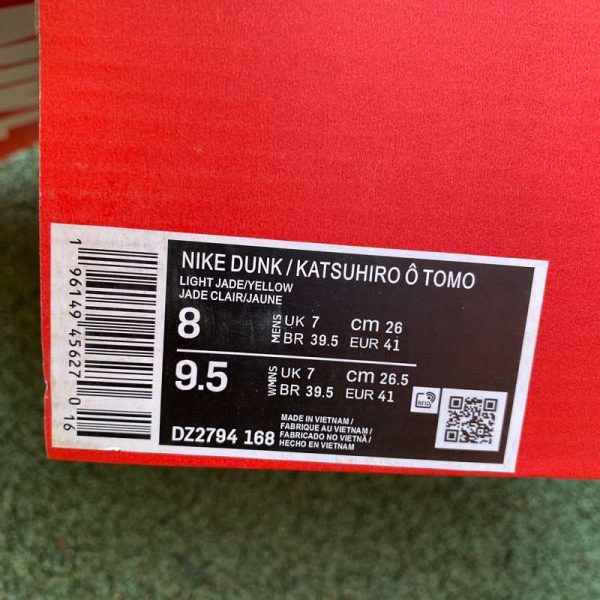 NIKE DUNK / KATSUHIRO Ô TOMO
LIGHT JADE/YELLOW
JADE CLAIR/JAUNE
8 MENS UK 7 cm 26
BR 39.5 EUR 41
9.5 WMNS UK 7 cm 26.5
BR 39.5 EUR 41
DZ2794 168
MADE IN VIETNAM /
FABRIQUE AU VIETNAM /
FABRICADO NO VIETNÃ /
HECHO EN VIETNAM
RFID
1 96149 45627 0 16